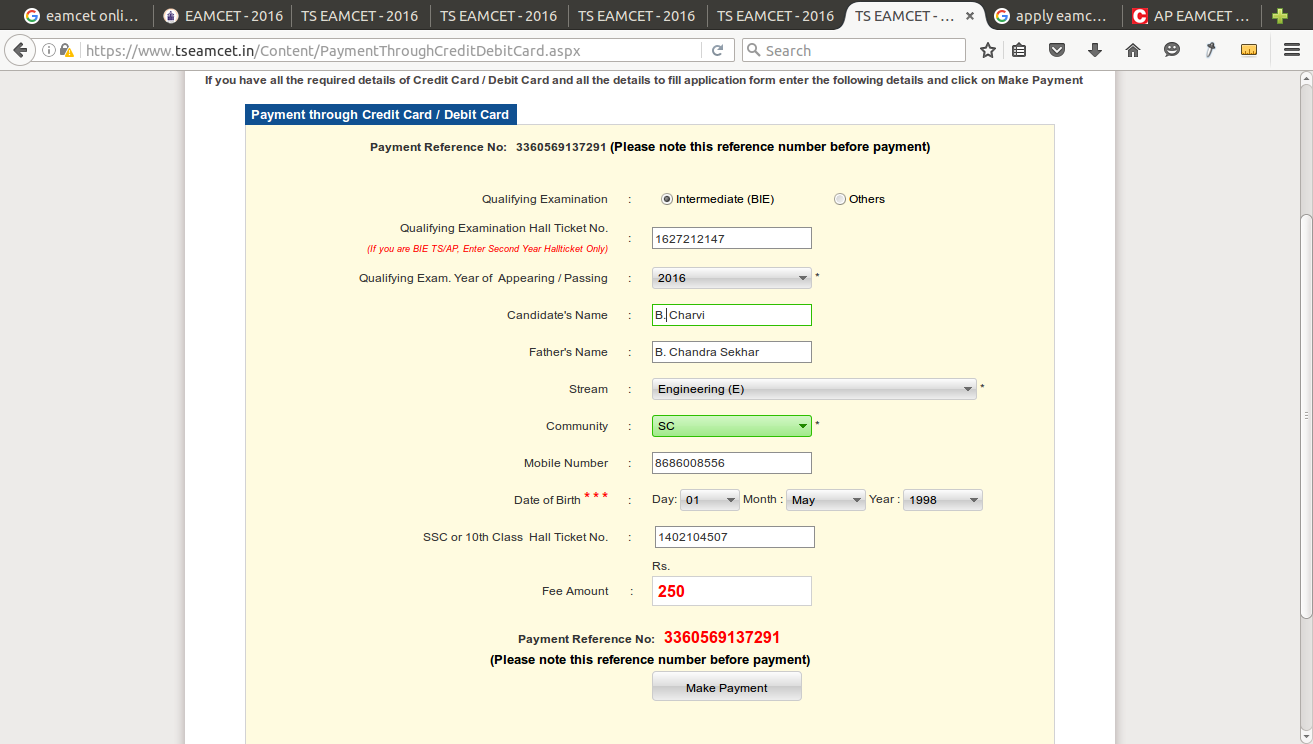 eamcet onli... EAMCET - 2016 TS EAMCET - 2016 TS EAMCET - 2016 TS EAMCET - 2016 TS EAMCET - 2016 TS EAMCET - ... × apply eamc... AP EAMCET ...
https://www.tseamcet.in/Content/PaymentThroughCreditDebitCard.aspx Search
If you have all the required details of Credit Card / Debit Card and all the details to fill application form enter the following details and click on Make Payment
Payment through Credit Card / Debit Card
Payment Reference No: 3360569137291 (Please note this reference number before payment)
Qualifying Examination : Intermediate (BIE) Others
Qualifying Examination Hall Ticket No. : 1627212147
(If you are BIE TS/AP, Enter Second Year Hallticket Only)
Qualifying Exam. Year of Appearing / Passing : 2016 *
Candidate's Name : B. Charvi
Father's Name : B. Chandra Sekhar
Stream : Engineering (E) *
Community : SC *
Mobile Number : 8686008556
Date of Birth * * * : Day: 01 Month : May Year : 1998
SSC or 10th Class Hall Ticket No. : 1402104507
Rs.
Fee Amount : 250
Payment Reference No: 3360569137291
(Please note this reference number before payment)
Make Payment